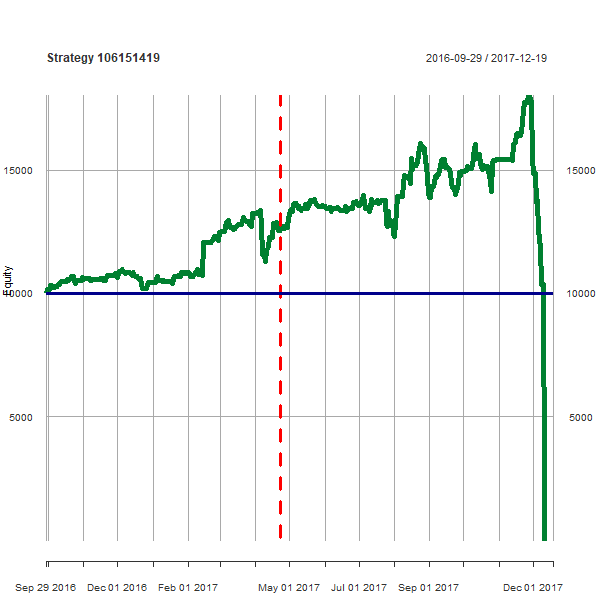 Strategy 106151419 2016-09-29 / 2017-12-19
15000 15000
Equity
10000 10000
5000 5000
Sep 29 2016 Dec 01 2016 Feb 01 2017 May 01 2017 Jul 01 2017 Sep 01 2017 Dec 01 2017